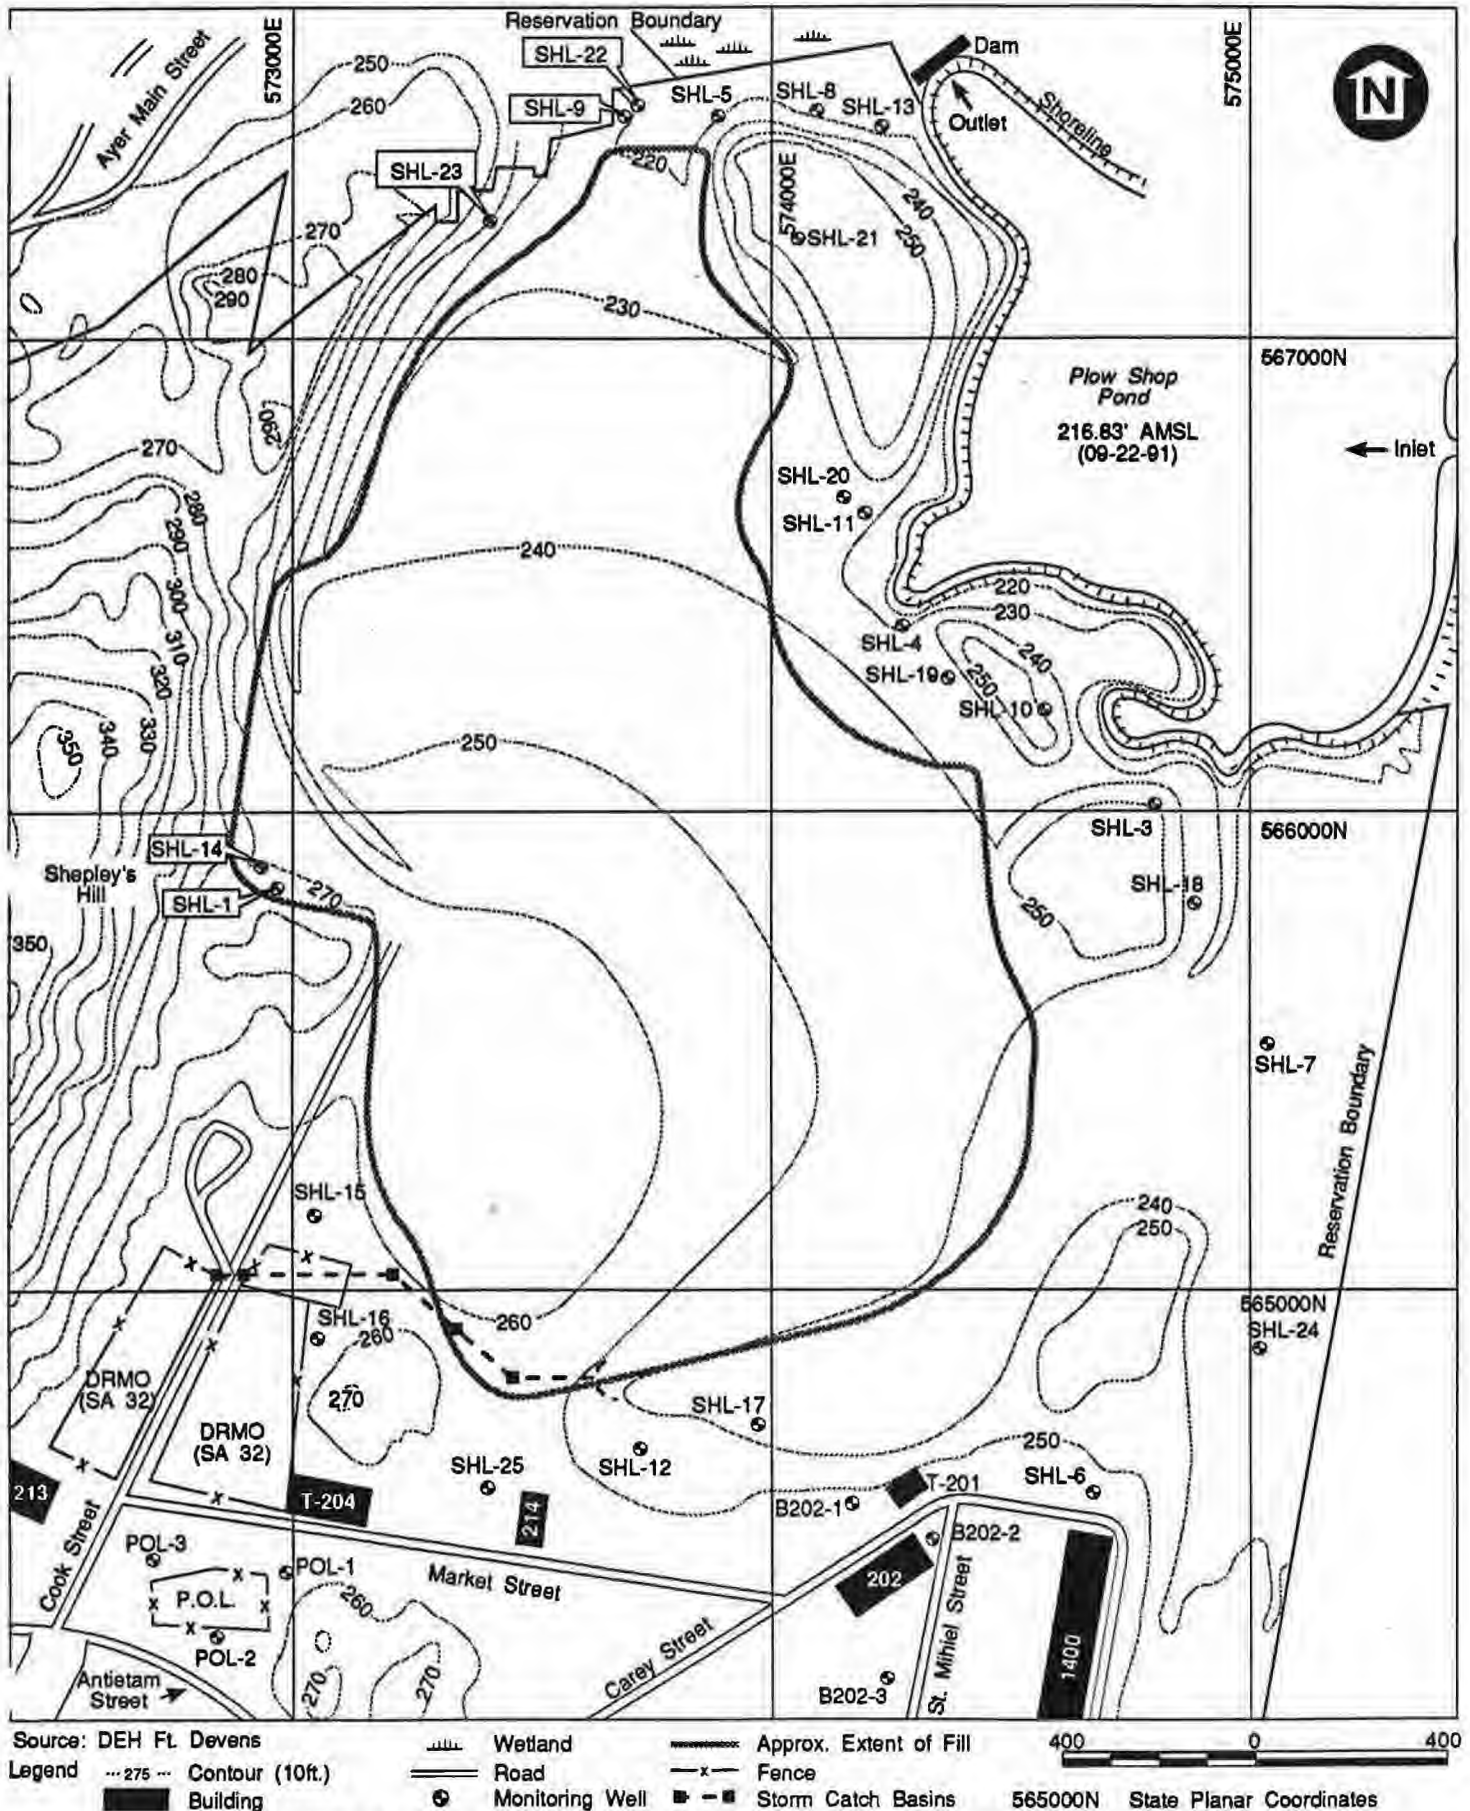 Reservation Boundary
573000E
575000E
Ayer Main Street
250
260
SHL-22
SHL-9
SHL-5
SHL-8
SHL-13
Dam
Outlet
Shoreline
N
SHL-23
220
574000E
240
250
SHL-21
270
280
290
230
567000N
Plow Shop
Pond
216.83' AMSL
(09-22-91)
Inlet
260
270
280
290
300
310
320
330
340
350
SHL-20
SHL-11
240
220
230
240
250
SHL-4
SHL-19
SHL-10
250
SHL-3
566000N
SHL-14
Shepley's
Hill
SHL-1
270
SHL-18
250
350
SHL-7
Reservation Boundary
SHL-15
240
250
565000N
SHL-24
SHL-16
260
260
270
DRMO
(SA 32)
DRMO
(SA 32)
SHL-17
SHL-12
SHL-25
250
SHL-6
213
T-204
214
B202-1
T-201
B202-2
202
1400
Cook Street
POL-3
POL-1
P.O.L.
POL-2
Market Street
260
270
270
Carey Street
St. Mihiel Street
B202-3
Antietam
Street
Source: DEH Ft. Devens
Legend
275 Contour (10ft.)
Building
Wetland
Road
Monitoring Well
Approx. Extent of Fill
x Fence
Storm Catch Basins
400 0 400
565000N State Planar Coordinates